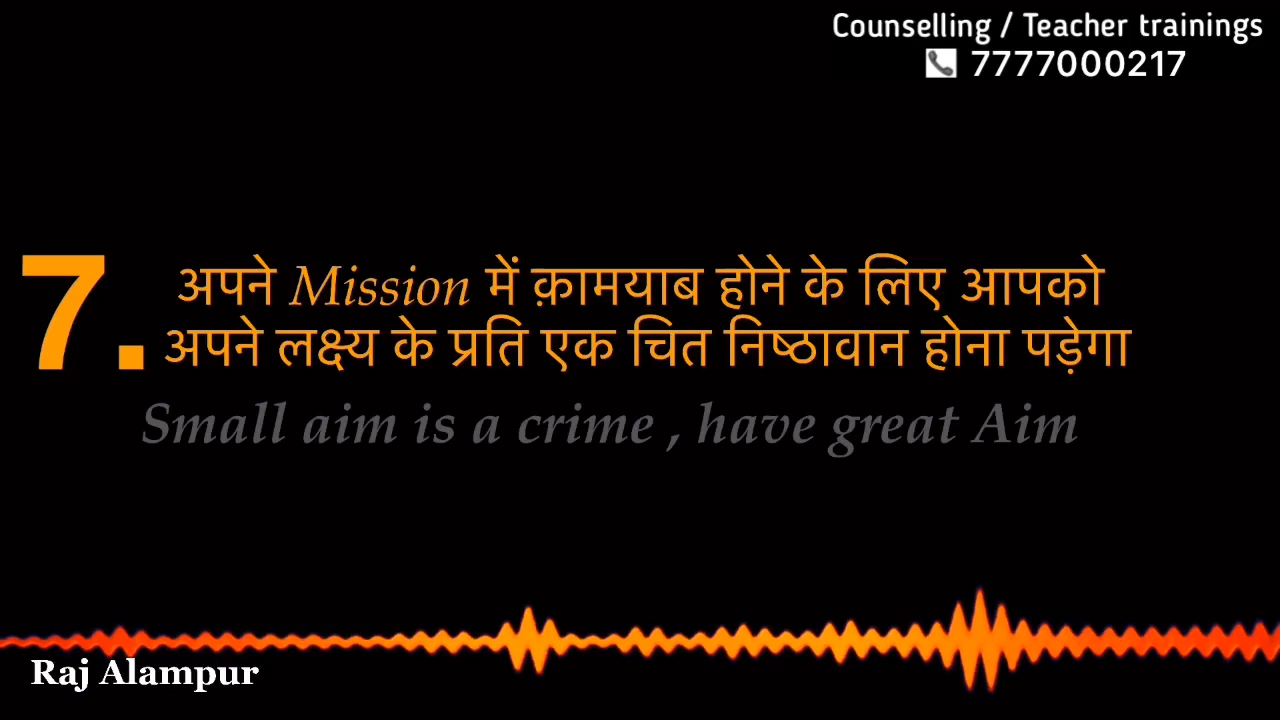 Counselling / Teacher trainings
7777000217
7. अपने Mission में क़ामयाब होने के लिए आपको
अपने लक्ष्य के प्रति एक चित निष्ठावान होना पड़ेगा
Small aim is a crime , have great Aim
Raj Alampur